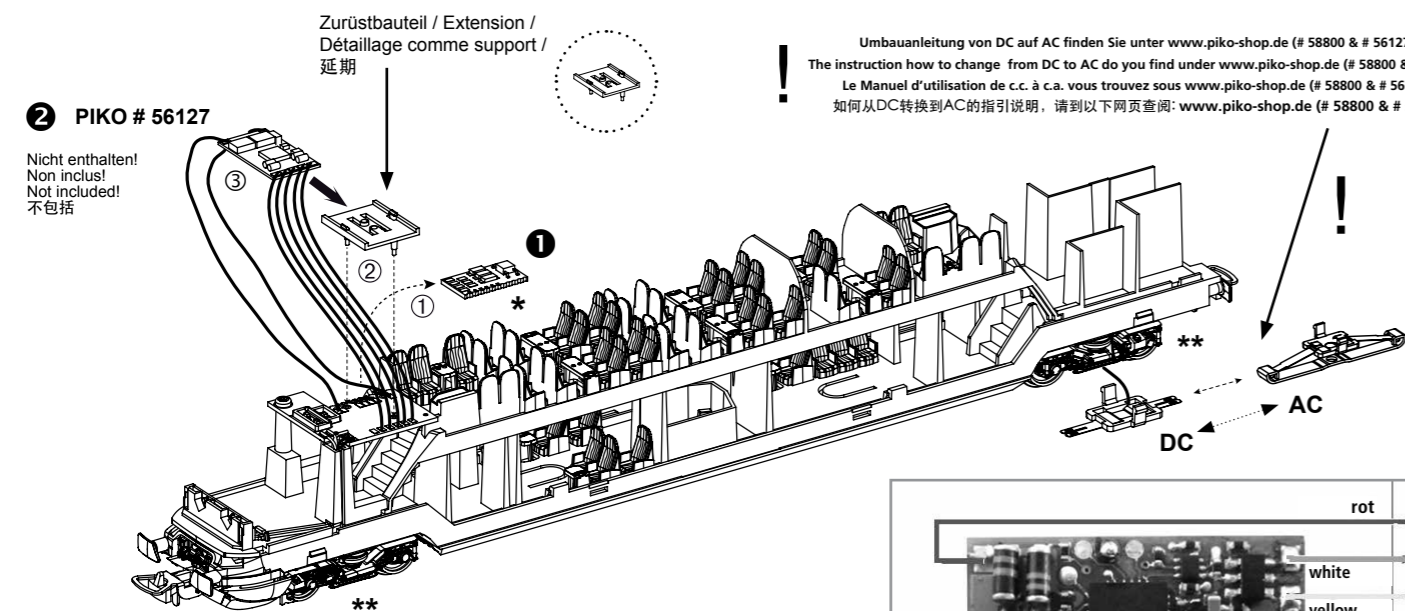 Zurüstbauteil / Extension /
Détaillage comme support /
延期
Umbauanleitung von DC auf AC finden Sie unter www.piko-shop.de (# 58800 & # 56127
The instruction how to change from DC to AC do you find under www.piko-shop.de (# 58800 &
Le Manuel d'utilisation de c.c. à c.a. vous trouvez sous www.piko-shop.de (# 58800 & # 56
如何从DC转换到AC的指引说明，请到以下网页查阅: www.piko-shop.de (# 58800 & #
!
❷ PIKO # 56127
Nicht enthalten!
Non inclus!
Not included!
不包括
③
!
❶
②
①
*
**
AC
DC
rot
white
yellow
**